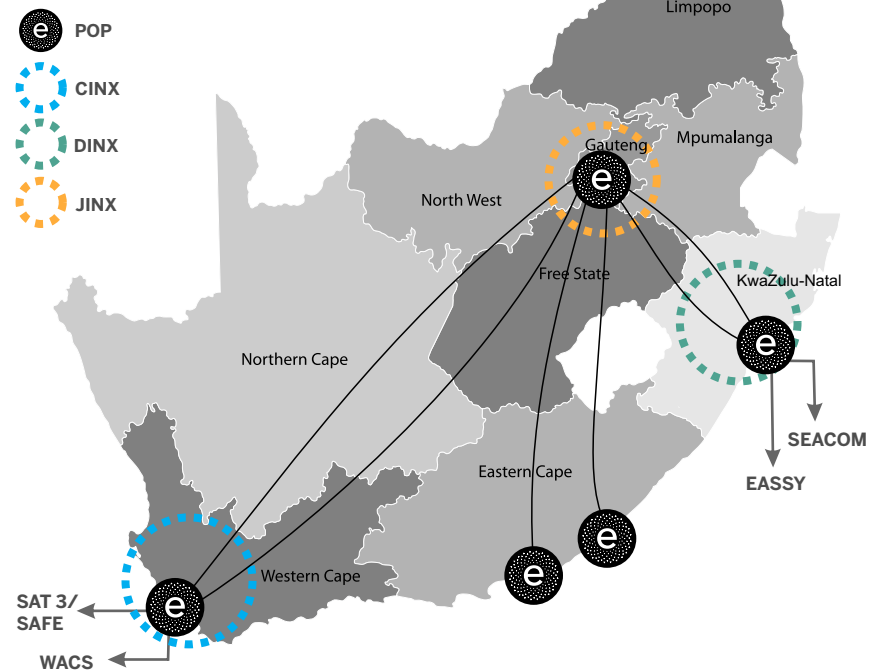 Limpopo
e POP
CINX
DINX
JINX
Gauteng
Mpumalanga
e
North West
Free State
KwaZulu-Natal
e
Northern Cape
SEACOM
Eastern Cape
EASSY
e
e
Western Cape
e
SAT 3/
SAFE
WACS